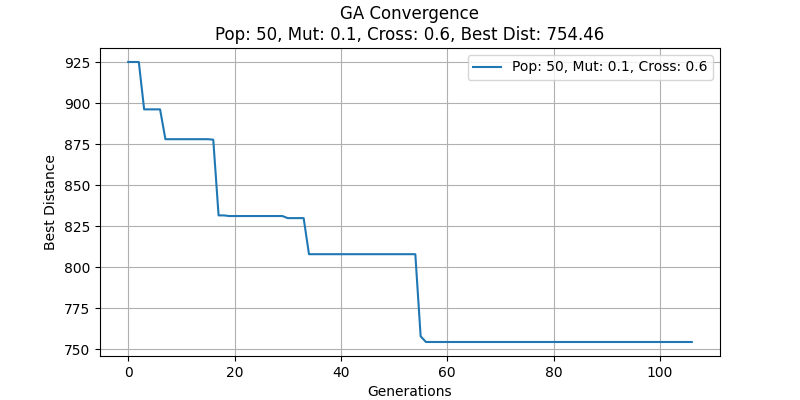 GA Convergence
Pop: 50, Mut: 0.1, Cross: 0.6, Best Dist: 754.46
Pop: 50, Mut: 0.1, Cross: 0.6
925
900
875
850
825
800
775
750
Best Distance
0 20 40 60 80 100
Generations